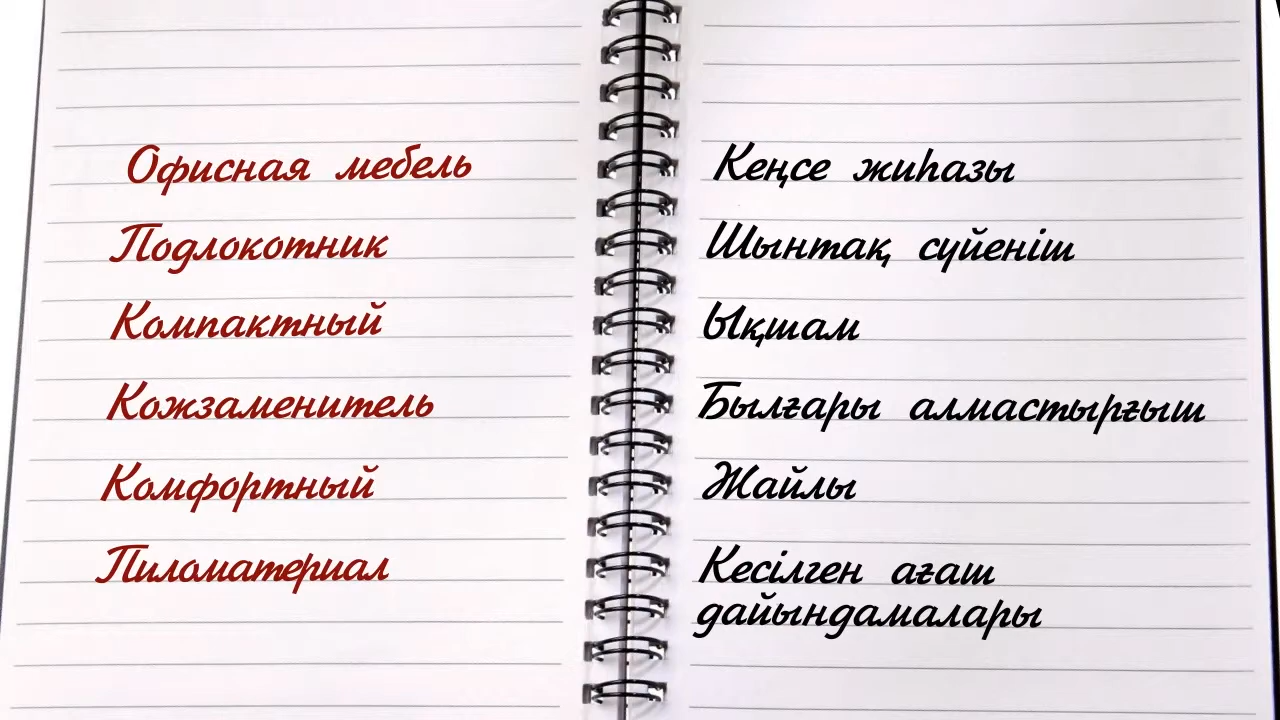 Офисная мебель
Подлокотник
Компактный
Кожзаменитель
Комфортный
Пиломатериал
Кеңсе жиһазы
Шынтақ сүйеніш
Ықшам
Былғары алмастырғыш
Жайлы
Кесілген ағаш
дайындамалары